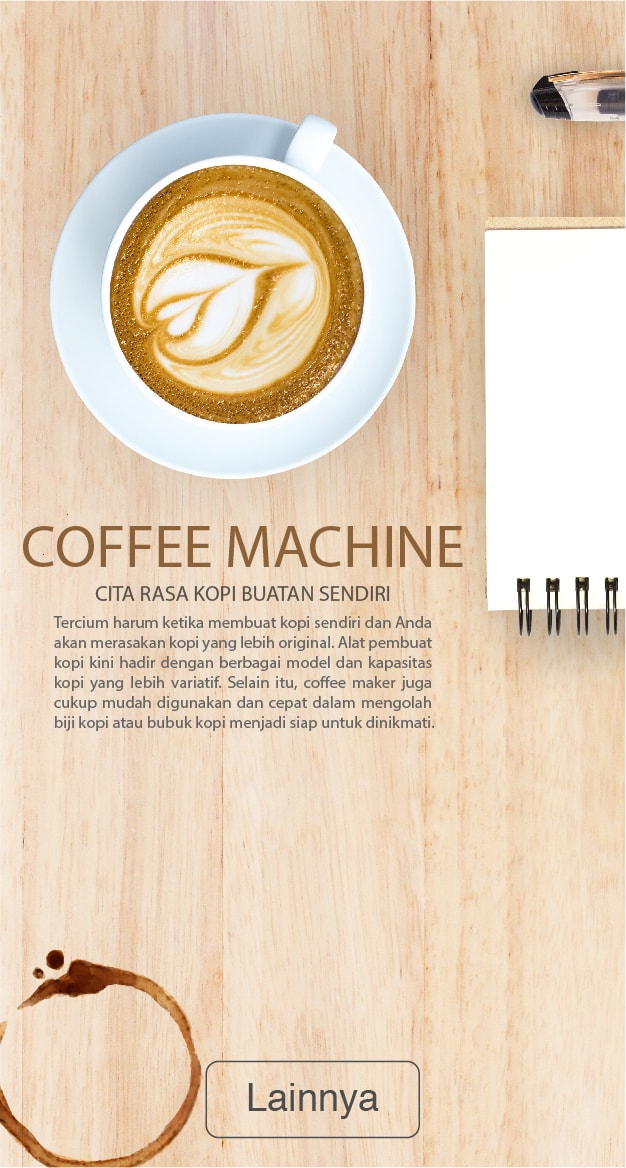 COFFEE MACHINE
CITA RASA KOPI BUATAN SENDIRI
Tercium harum ketika membuat kopi sendiri dan Anda
akan merasakan kopi yang lebih original. Alat pembuat
kopi kini hadir dengan berbagai model dan kapasitas
kopi yang lebih variatif. Selain itu, coffee maker juga
cukup mudah digunakan dan cepat dalam mengolah
biji kopi atau bubuk kopi menjadi siap untuk dinikmati.
Lainnya